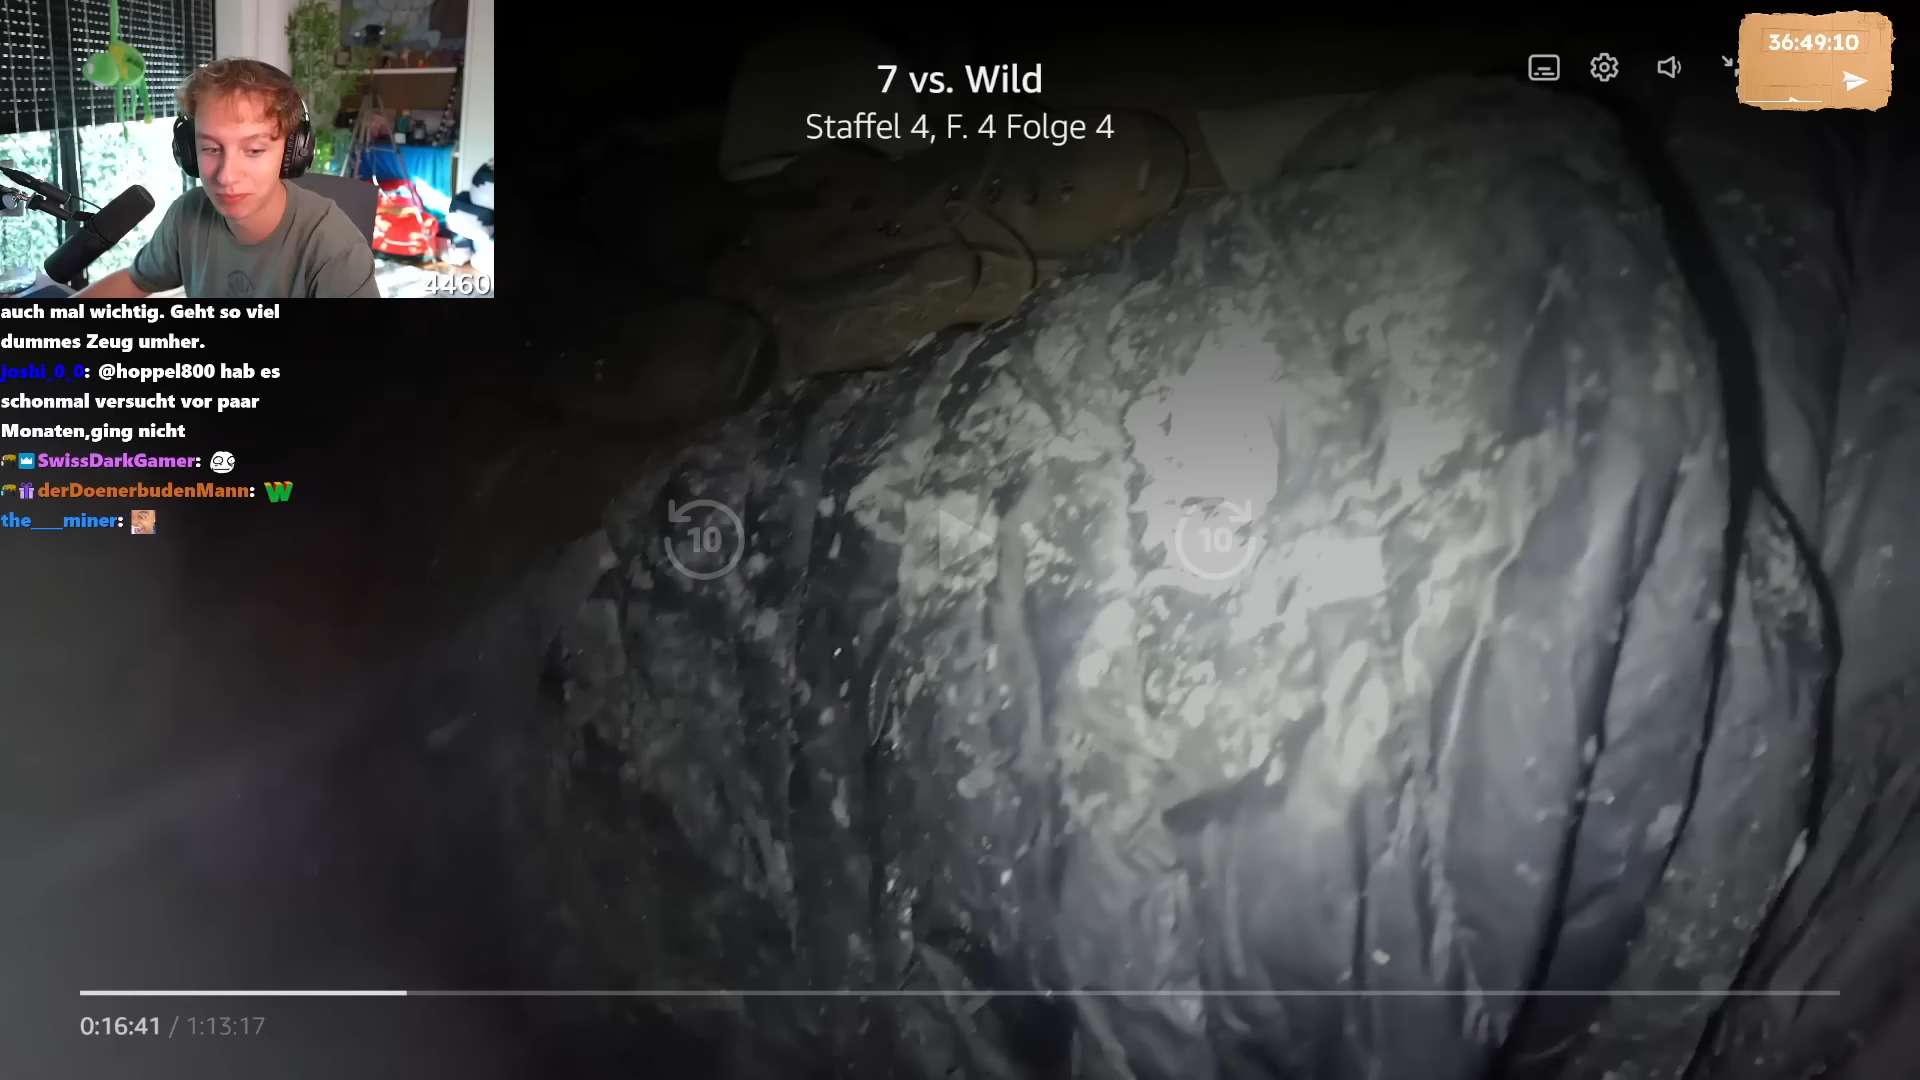 7 vs. Wild
Staffel 4, F. 4 Folge 4
36:49:10
4460
auch mal wichtig. Geht so viel
dummes Zeug umher.
joshi_0_0: @hoppel800 hab es
schonmal versucht vor paar
Monaten,ging nicht
SwissDarkGamer:
derDoenerbudenMann: W
the___miner:
10
10
0:16:41 / 1:13:17